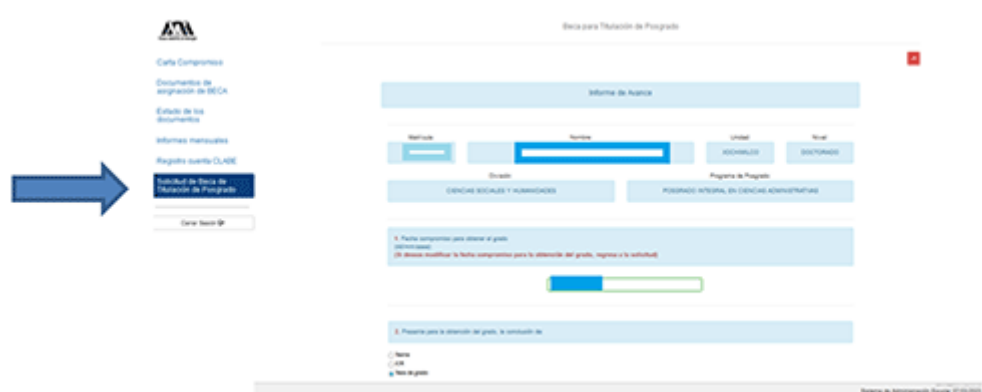 Beca para Titulación de Posgrado
Carta Compromiso
Documentos de
asignación de BECA
Estado de los
documentos
Informes mensuales
Registro cuenta CLABE
Solicitud de Beca de
Titulación de Posgrado
Cerrar Sesión
Informe de Avance
Matrícula Nombre Unidad Nivel
XOCHIMILCO DOCTORADO
División Programa de Posgrado
CIENCIAS SOCIALES Y HUMANIDADES POSGRADO INTEGRAL EN CIENCIAS ADMINISTRATIVAS
1. Fecha compromiso para obtener el grado
(Si deseas modificar la fecha compromiso para la obtención del grado, regresa a la solicitud)
2. Presenta para la obtención del grado, la conclusión de:
Tesis de grado
Sistema de Administración Escolar